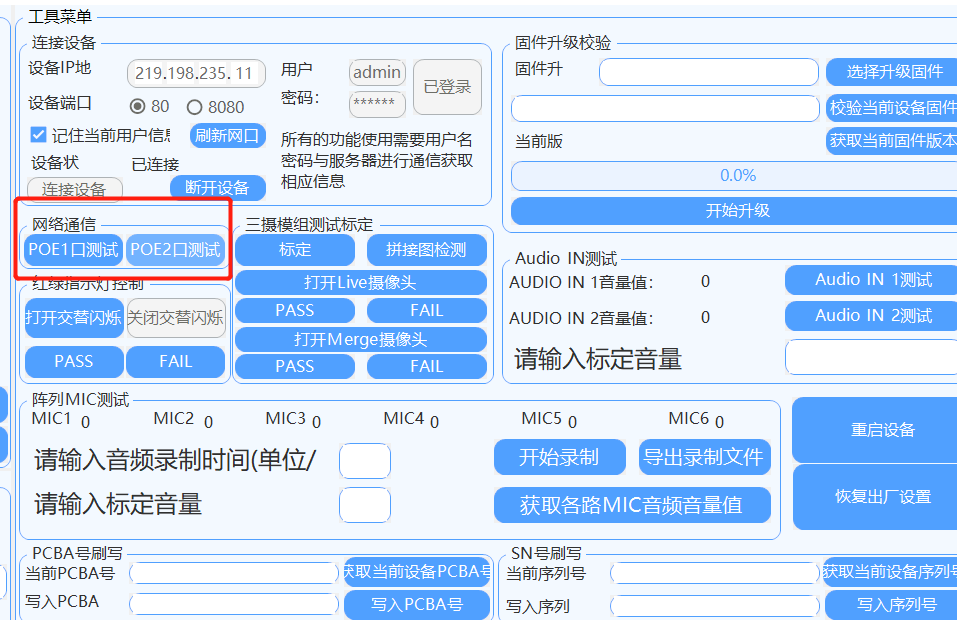 工具菜单
连接设备
设备IP地
219.198.235. 11
用户
admin
已登录
设备端口
80
8080
密码：
******
记住当前用户信息
刷新网口
所有的功能使用需要用户名
密码与服务器进行通信获取
相应信息
设备状
已连接
连接设备
断开设备
固件升级校验
固件升
选择升级固件
校验当前设备固件
当前版
获取当前固件版本
0.0%
开始升级
网络通信
POE1口测试
POE2口测试
三摄模组测试标定
标定
拼接图检测
打开Live摄像头
PASS
FAIL
打开Merge摄像头
PASS
FAIL
红绿指示灯控制
打开交替闪烁
关闭交替闪烁
PASS
FAIL
Audio IN测试
AUDIO IN 1音量值：
0
Audio IN 1测试
AUDIO IN 2音量值：
0
Audio IN 2测试
请输入标定音量
阵列MIC测试
MIC1 0
MIC2 0
MIC3 0
MIC4 0
MIC5 0
MIC6 0
请输入音频录制时间(单位/
开始录制
导出录制文件
请输入标定音量
获取各路MIC音频音量值
重启设备
恢复出厂设置
PCBA号刷写
当前PCBA号
获取当前设备PCBA号
写入PCBA
写入PCBA号
SN号刷写
当前序列号
获取当前设备序列号
写入序列
写入序列号